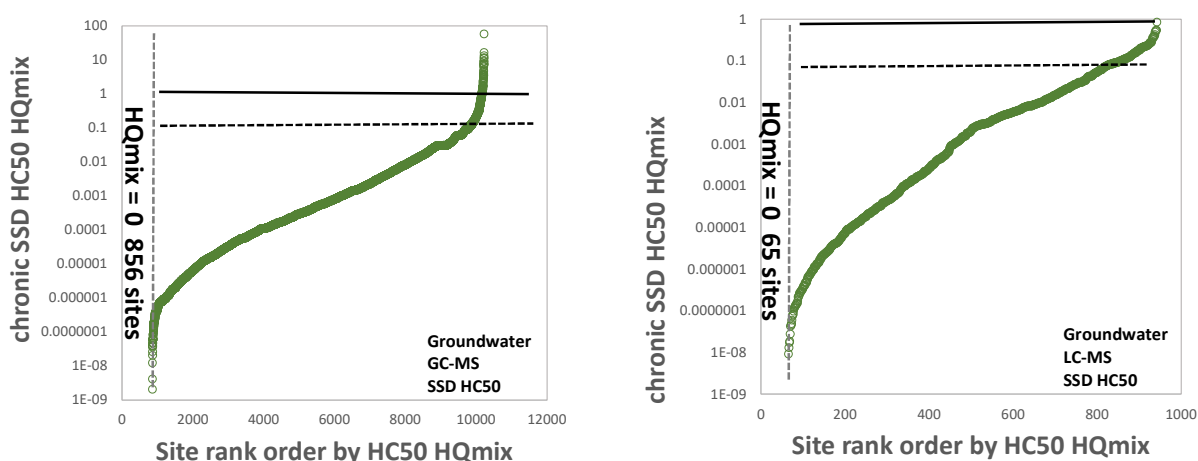 chronic SSD HC50 HQmix
100
10
1
0.1
0.01
0.001
0.0001
0.00001
0.000001
0.0000001
1E-08
1E-09
HQmix = 0 856 sites
Groundwater
GC-MS
SSD HC50
0 2000 4000 6000 8000 10000 12000
Site rank order by HC50 HQmix
chronic SSD HC50 HQmix
1
0.1
0.01
0.001
0.0001
0.00001
0.000001
0.0000001
1E-08
1E-09
HQmix = 0 65 sites
Groundwater
LC-MS
SSD HC50
0 200 400 600 800 1000
Site rank order by HC50 HQmix